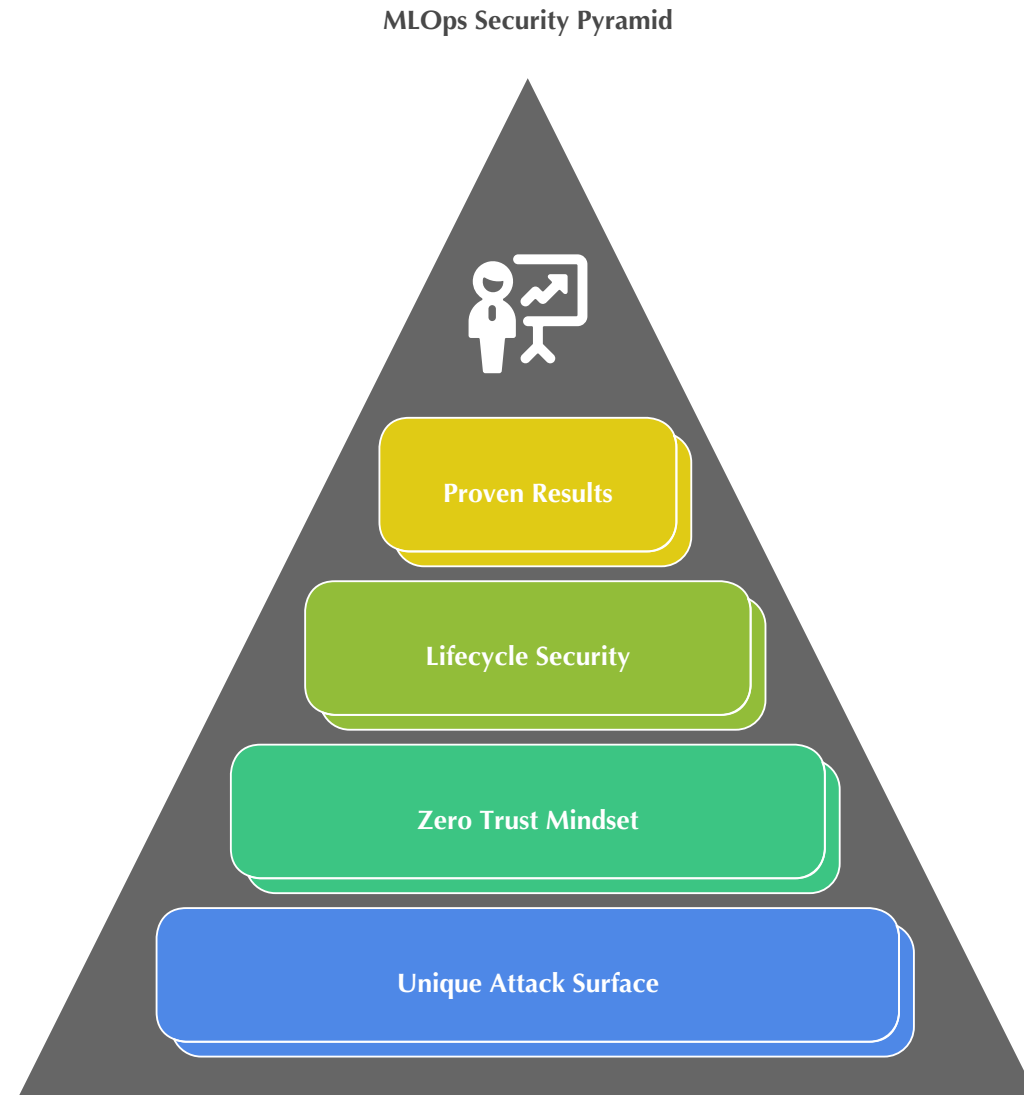 MLOps Security Pyramid
Proven Results
Lifecycle Security
Zero Trust Mindset
Unique Attack Surface